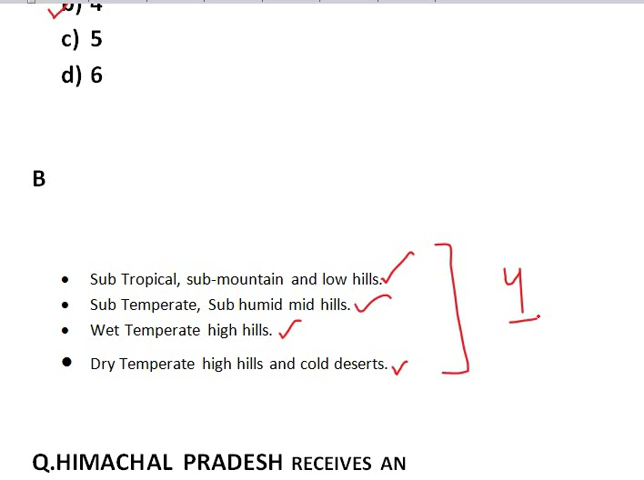 b) 4
c) 5
d) 6
B
• Sub Tropical, sub-mountain and low hills.
• Sub Temperate, Sub humid mid hills.
• Wet Temperate high hills.
• Dry Temperate high hills and cold deserts.
4
Q.HIMACHAL PRADESH RECEIVES AN